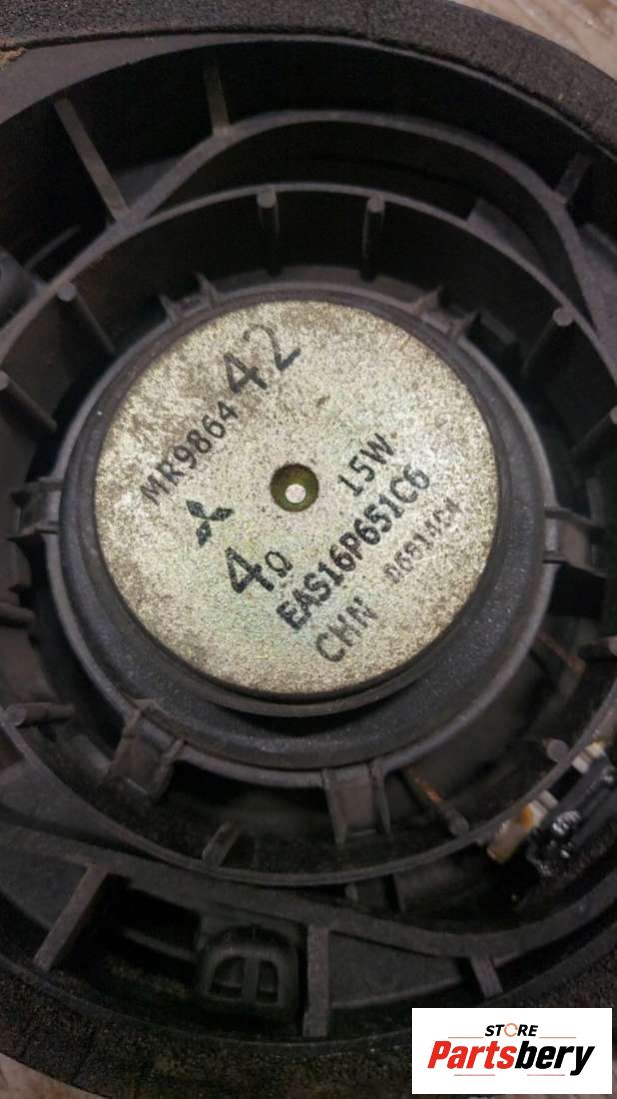 MR986442
4Ω 15W
EAS16P651C6
CHN
STORE
Partsbery